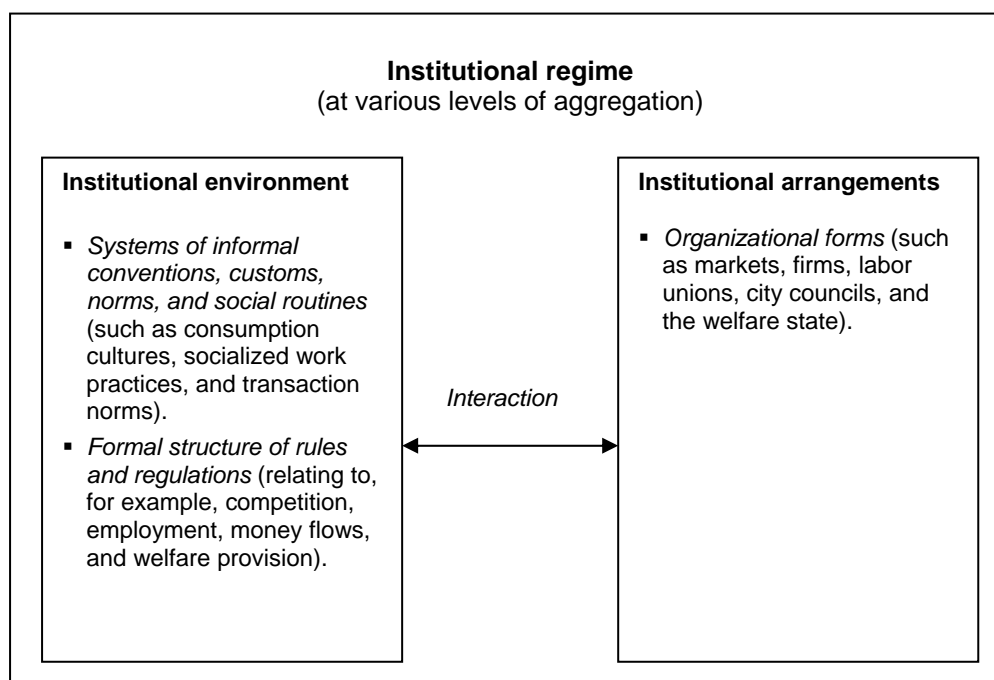 Institutional regime
(at various levels of aggregation)
Institutional environment
▪ Systems of informal
conventions, customs,
norms, and social routines
(such as consumption
cultures, socialized work
practices, and transaction
norms).
▪ Formal structure of rules
and regulations (relating to,
for example, competition,
employment, money flows,
and welfare provision).
Interaction
Institutional arrangements
▪ Organizational forms (such
as markets, firms, labor
unions, city councils, and
the welfare state).